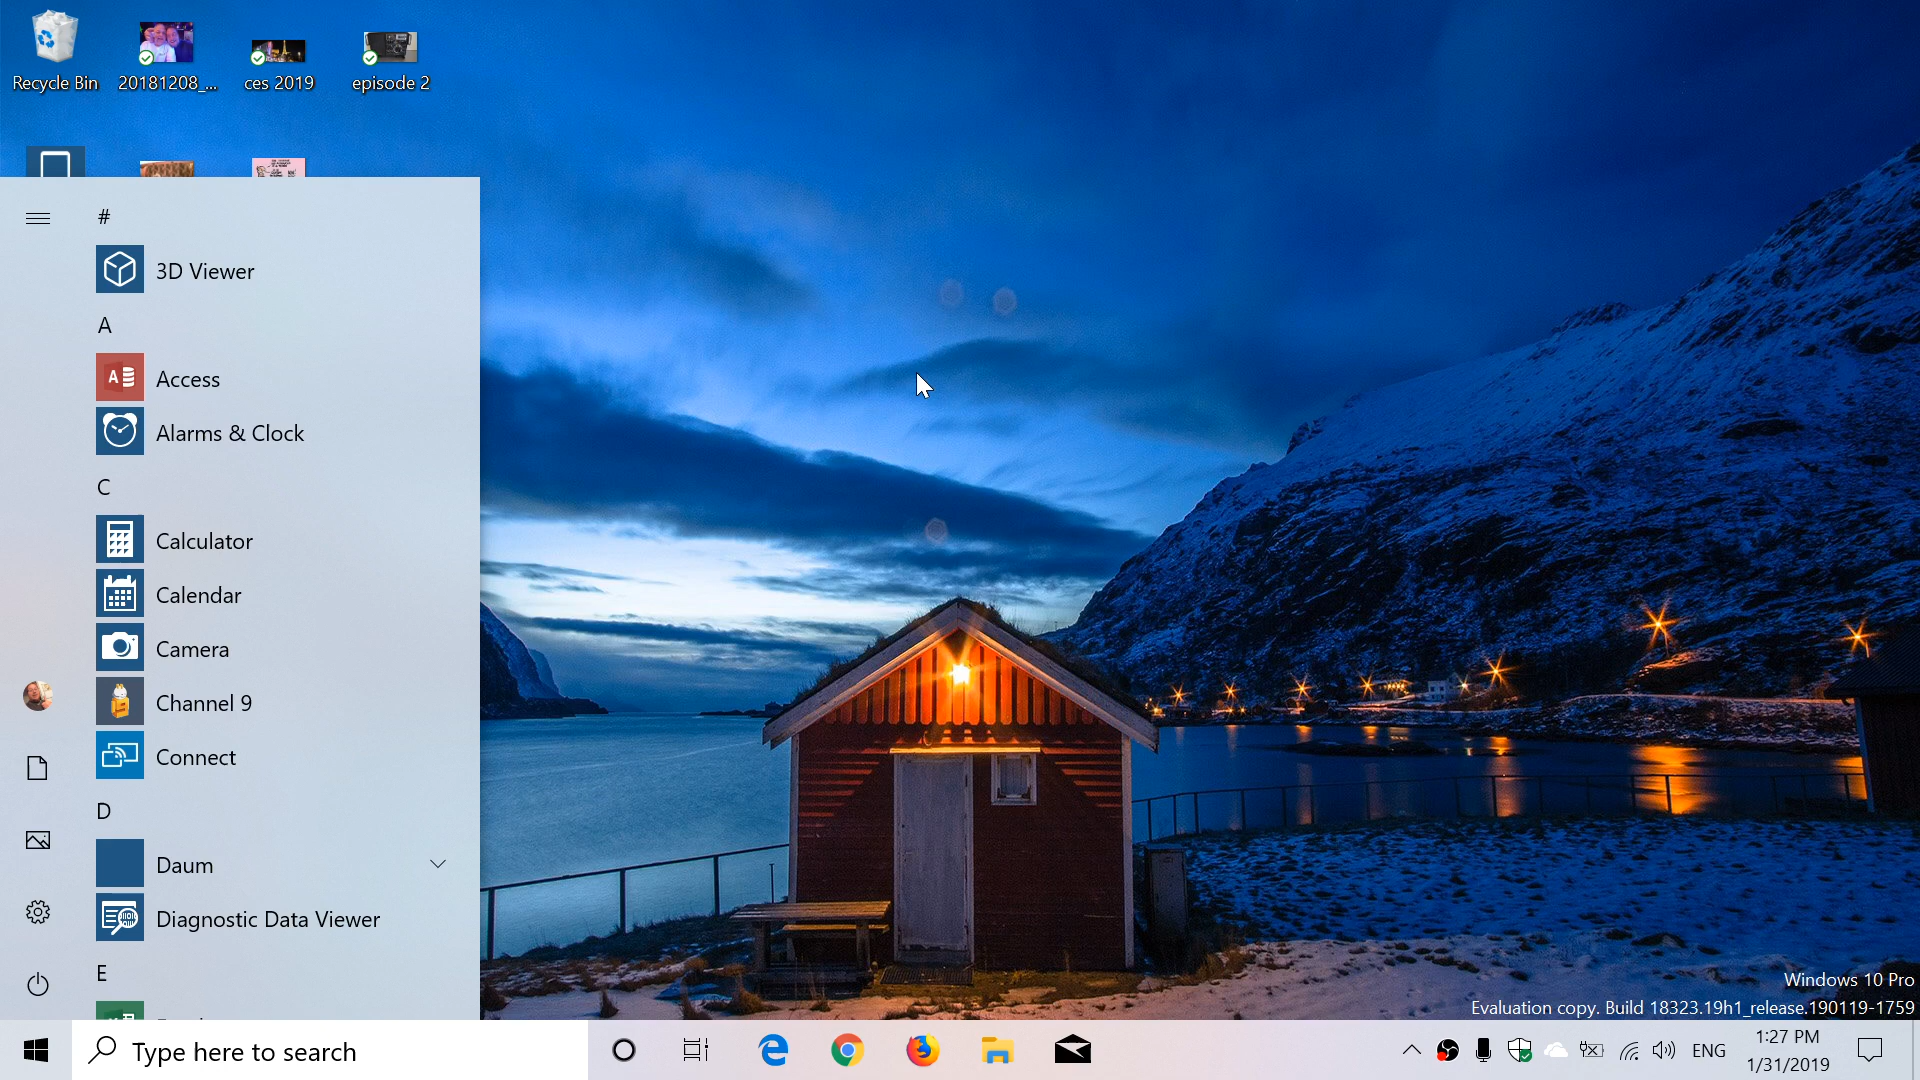 Recycle Bin
20181208_...
ces 2019
episode 2
#
3D Viewer
A
Access
Alarms & Clock
C
Calculator
Calendar
Camera
Channel 9
Connect
D
Daum
Diagnostic Data Viewer
E
Windows 10 Pro
Evaluation copy. Build 18323.19h1_release.190119-1759
Type here to search
ENG
1:27 PM
1/31/2019